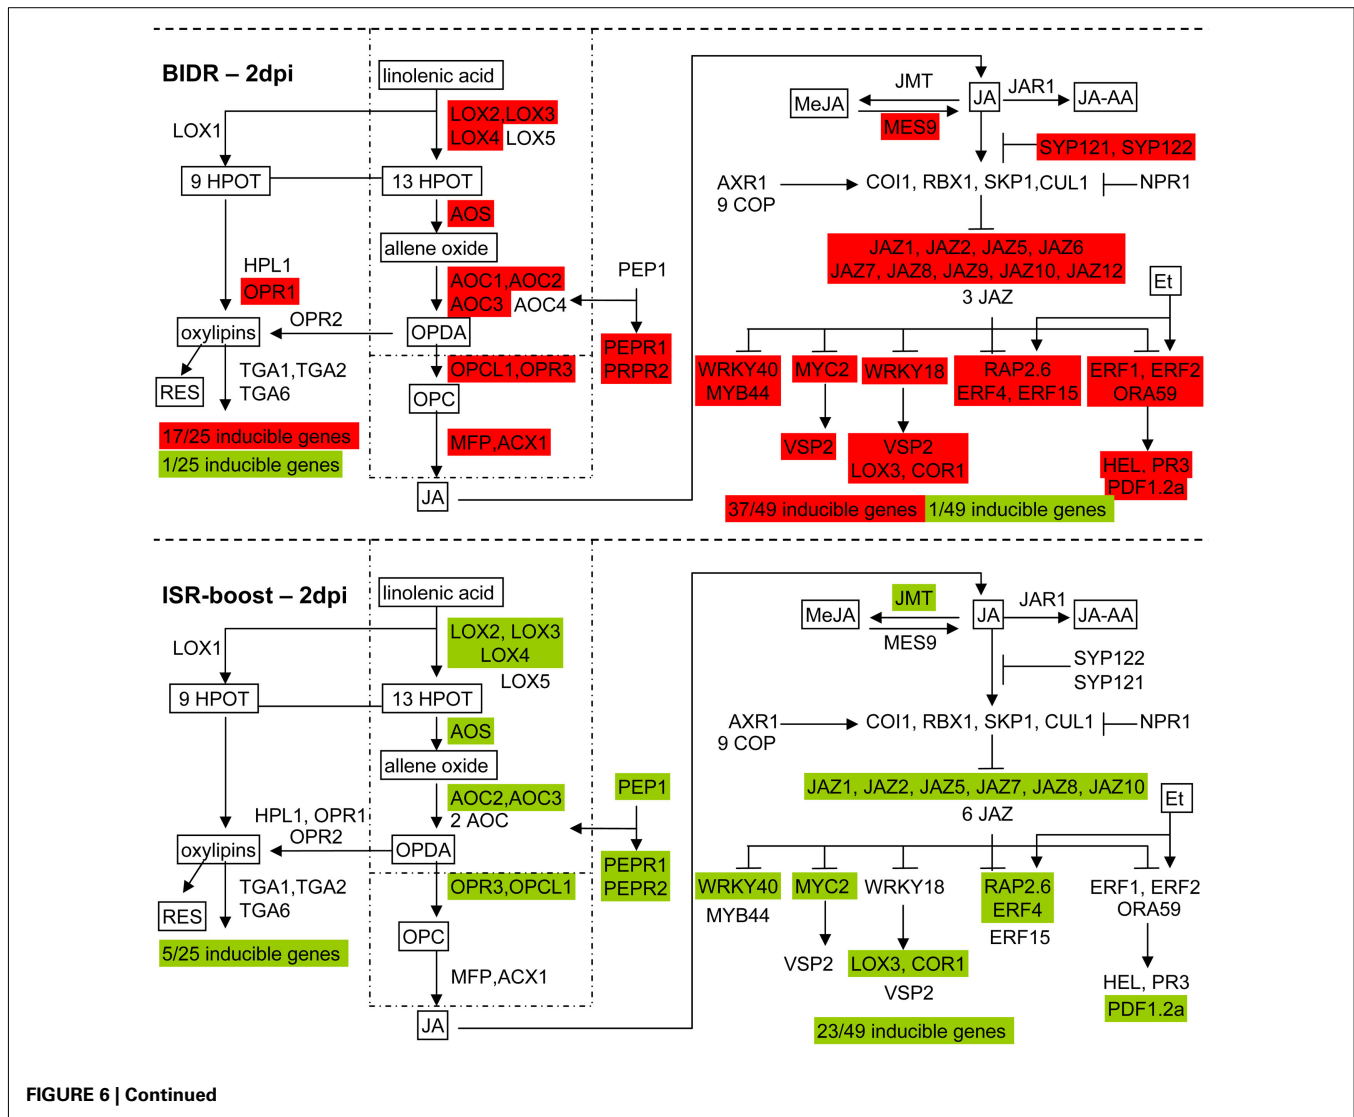 BIDR – 2dpi
linolenic acid
LOX1
LOX2,LOX3
LOX4 LOX5
9 HPOT
13 HPOT
AOS
allene oxide
HPL1
OPR1
AOC1,AOC2
AOC3 AOC4
PEP1
oxylipins
OPR2
OPDA
PEPR1
PRPR2
RES
TGA1,TGA2
TGA6
OPCL1,OPR3
OPC
17/25 inducible genes
1/25 inducible genes
MFP,ACX1
JA
MeJA
JMT
MES9
JA
JAR1
JA-AA
SYP121, SYP122
AXR1
9 COP
COI1, RBX1, SKP1,CUL1
NPR1
JAZ1, JAZ2, JAZ5, JAZ6
JAZ7, JAZ8, JAZ9, JAZ10, JAZ12
3 JAZ
Et
WRKY40
MYB44
MYC2
WRKY18
RAP2.6
ERF4, ERF15
ERF1, ERF2
ORA59
VSP2
VSP2
LOX3, COR1
HEL, PR3
PDF1.2a
37/49 inducible genes
1/49 inducible genes
ISR-boost – 2dpi
linolenic acid
LOX1
LOX2, LOX3
LOX4
LOX5
9 HPOT
13 HPOT
AOS
allene oxide
AOC2,AOC3
2 AOC
PEP1
HPL1, OPR1
OPR2
oxylipins
OPDA
PEPR1
PEPR2
RES
TGA1,TGA2
TGA6
OPR3,OPCL1
OPC
5/25 inducible genes
MFP,ACX1
JA
MeJA
JMT
MES9
JA
JAR1
JA-AA
SYP122
SYP121
AXR1
9 COP
COI1, RBX1, SKP1, CUL1
NPR1
JAZ1, JAZ2, JAZ5, JAZ7, JAZ8, JAZ10
6 JAZ
Et
WRKY40
MYB44
MYC2
WRKY18
RAP2.6
ERF4
ERF15
ERF1, ERF2
ORA59
VSP2
LOX3, COR1
VSP2
HEL, PR3
PDF1.2a
23/49 inducible genes
FIGURE 6 | Continued